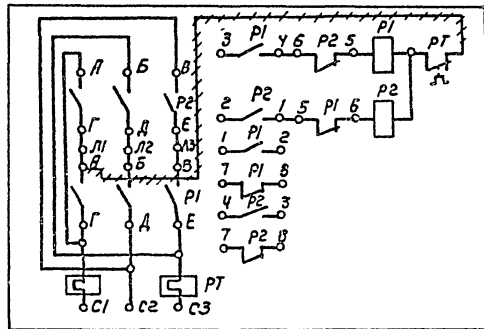 А Б В
3 Р1 4 6 Р2 5 Р1 РТ
Р2
Г Д Е
2 Р2 1 5 Р1 6 Р2
Л1 Л2 Л3
1 Р1 2
А Б В
7 Р1 8
Р1
4 Р2 3
Г Д Е
7 Р2 13
РТ
С1 С2 С3